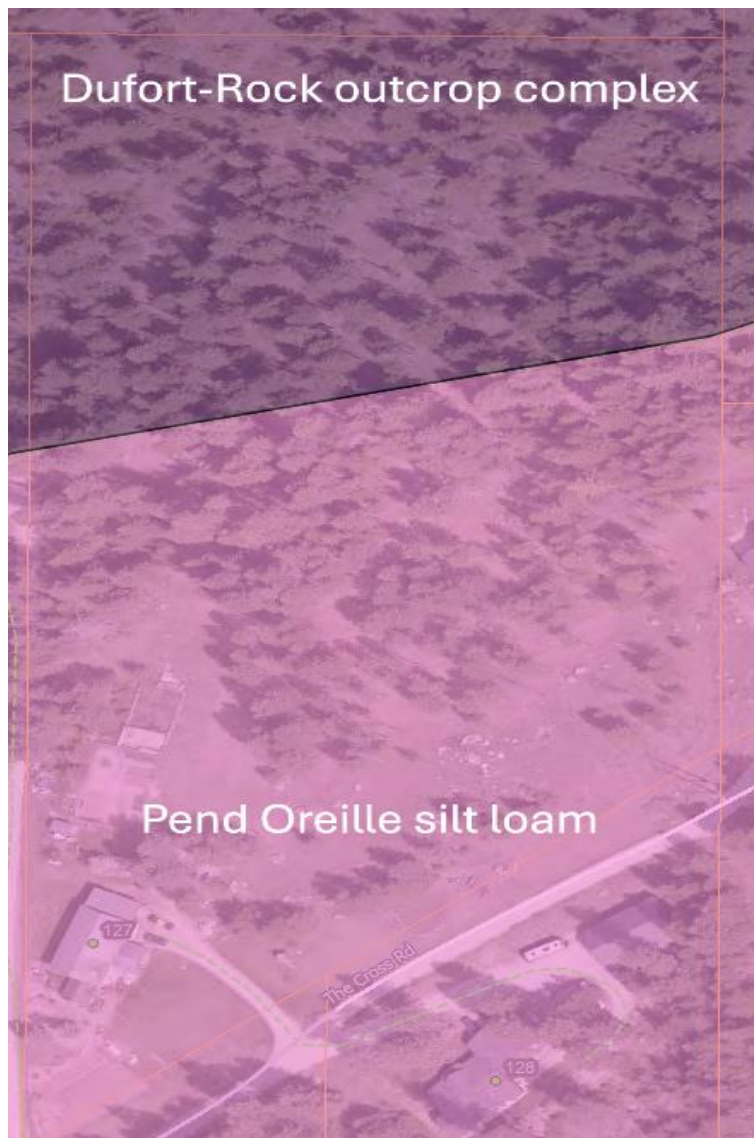 Dufort-Rock outcrop complex
Pend Oreille silt loam
127
The Cross Rd
128